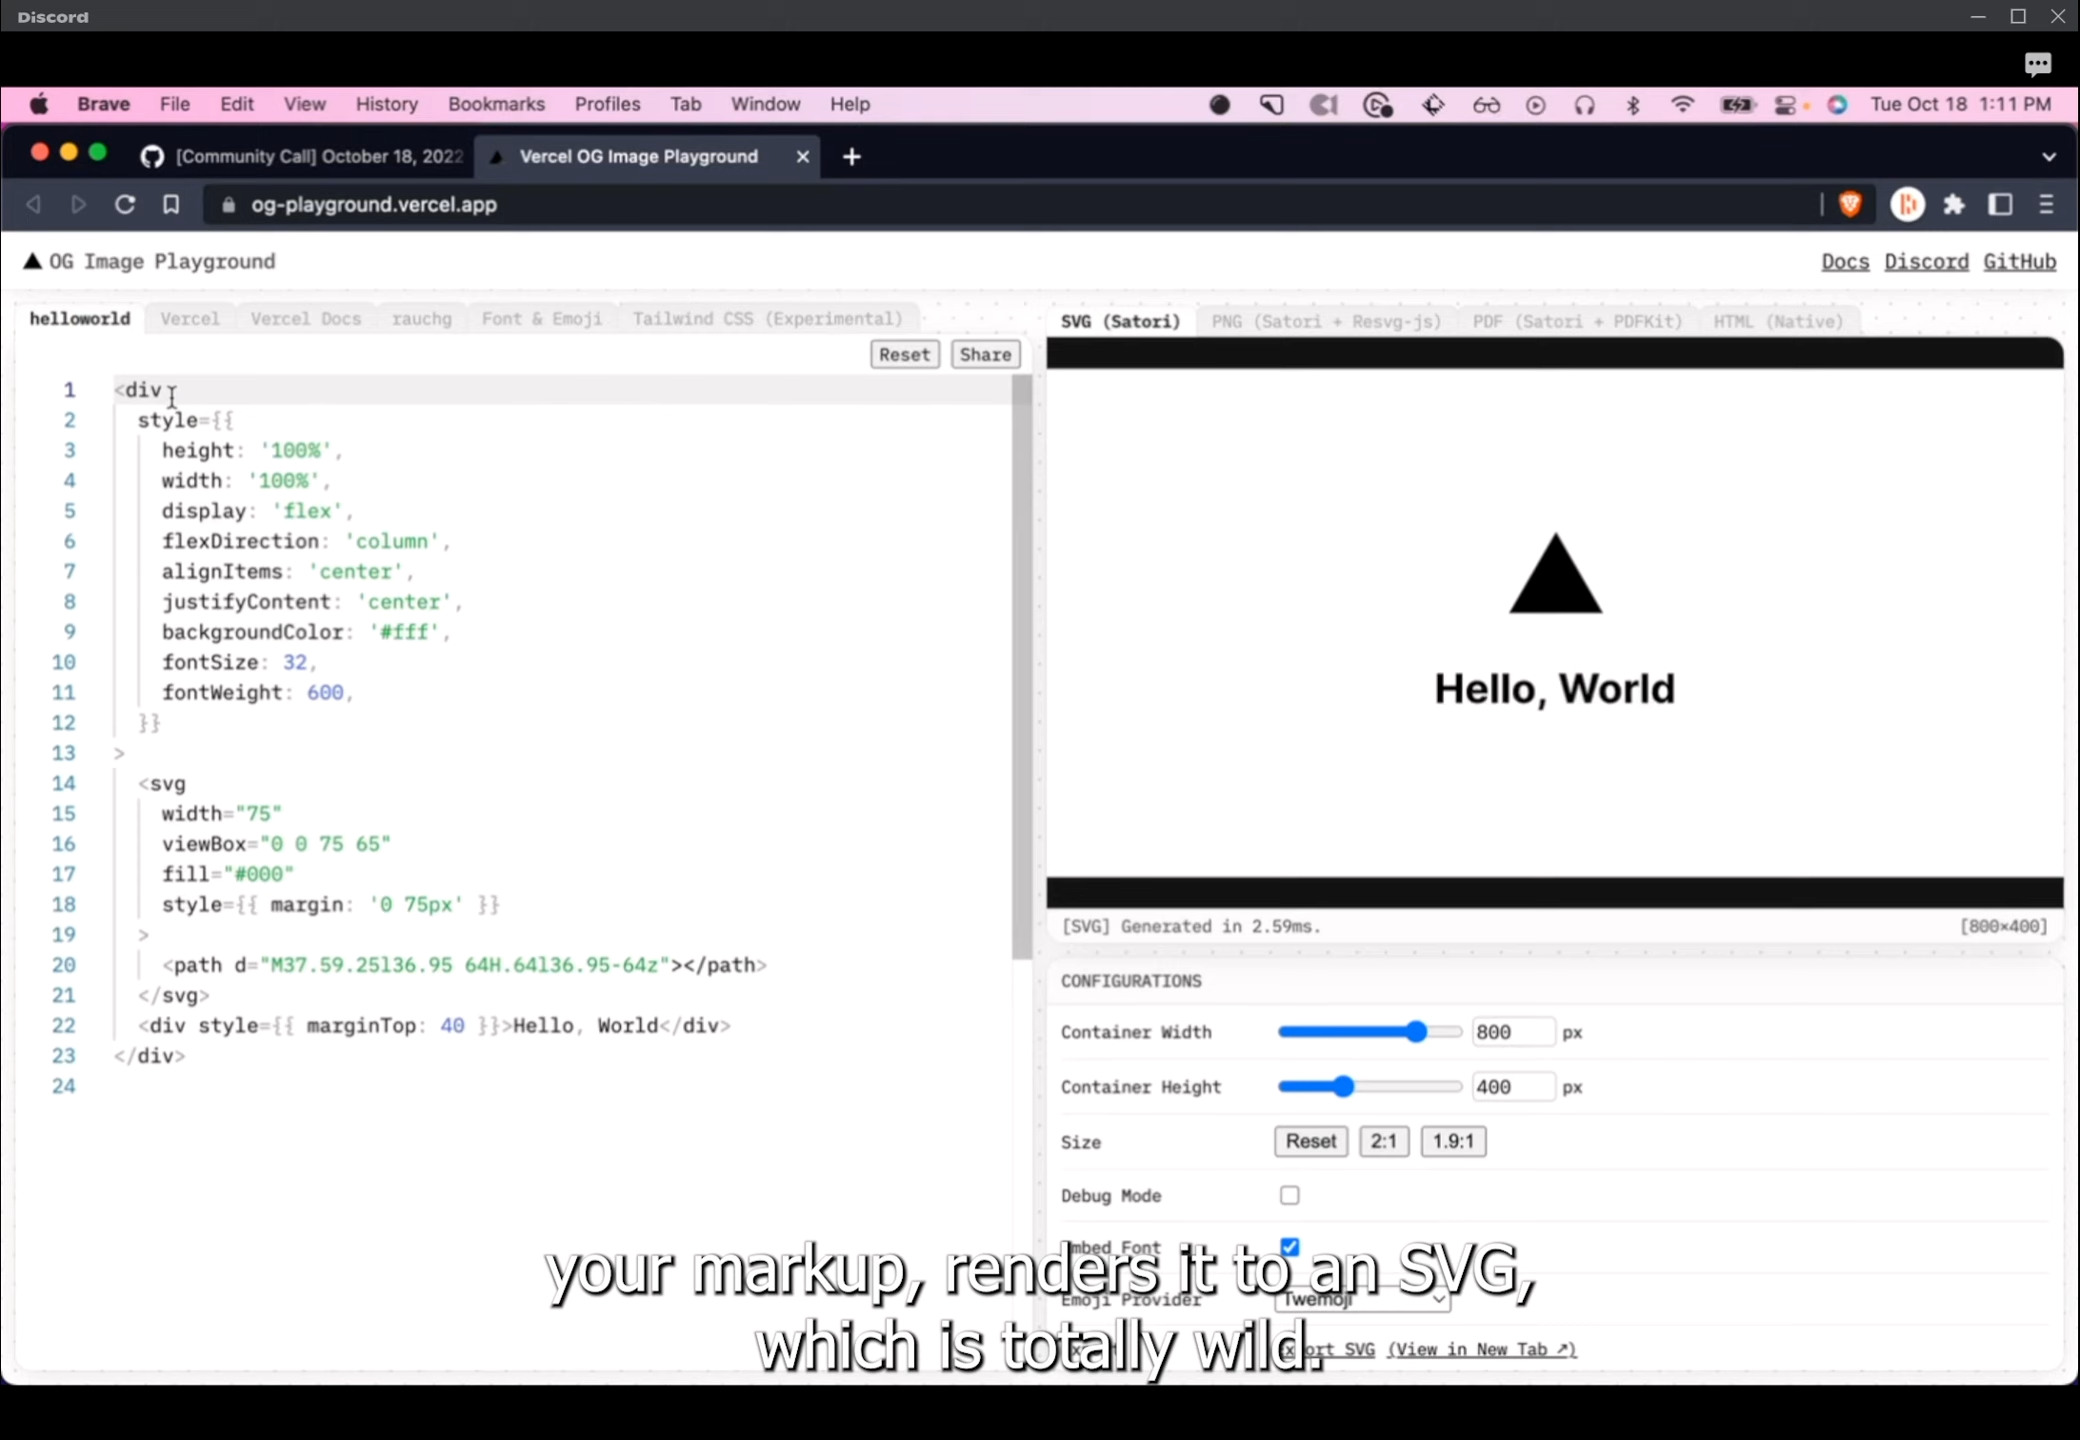 Discord
Brave File Edit View History Bookmarks Profiles Tab Window Help Tue Oct 18 1:11 PM
[Community Call] October 18, 2022
Vercel OG Image Playground
og-playground.vercel.app
OG Image Playground
Docs Discord GitHub
helloworld Vercel Vercel Docs rauchg Font & Emoji Tailwind CSS (Experimental)
Reset Share
1 <div
2 style={{
3 height: '100%',
4 width: '100%',
5 display: 'flex',
6 flexDirection: 'column',
7 alignItems: 'center',
8 justifyContent: 'center',
9 backgroundColor: '#fff',
10 fontSize: 32,
11 fontWeight: 600,
12 }}
13 >
14 <svg
15 width="75"
16 viewBox="0 0 75 65"
17 fill="#000"
18 style={{ margin: '0 75px' }}
19 >
20 <path d="M37.59.25l36.95 64H.64l36.95-64z"></path>
21 </svg>
22 <div style={{ marginTop: 40 }}>Hello, World</div>
23 </div>
24
SVG (Satori) PNG (Satori + Resvg-js) PDF (Satori + PDFKit) HTML (Native)
Hello, World
[SVG] Generated in 2.59ms. [800×400]
CONFIGURATIONS
Container Width 800 px
Container Height 400 px
Size Reset 2:1 1.9:1
Debug Mode
Embed Font
Emoji Provider Twemoji
Export SVG (View in New Tab ↗)
your markup, renders it to an SVG,
which is totally wild.